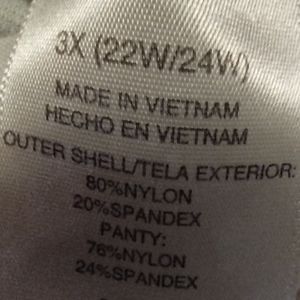 3X (22W/24W)
MADE IN VIETNAM
HECHO EN VIETNAM
OUTER SHELL/TELA EXTERIOR:
80%NYLON
20%SPANDEX
PANTY:
76%NYLON
24%SPANDEX